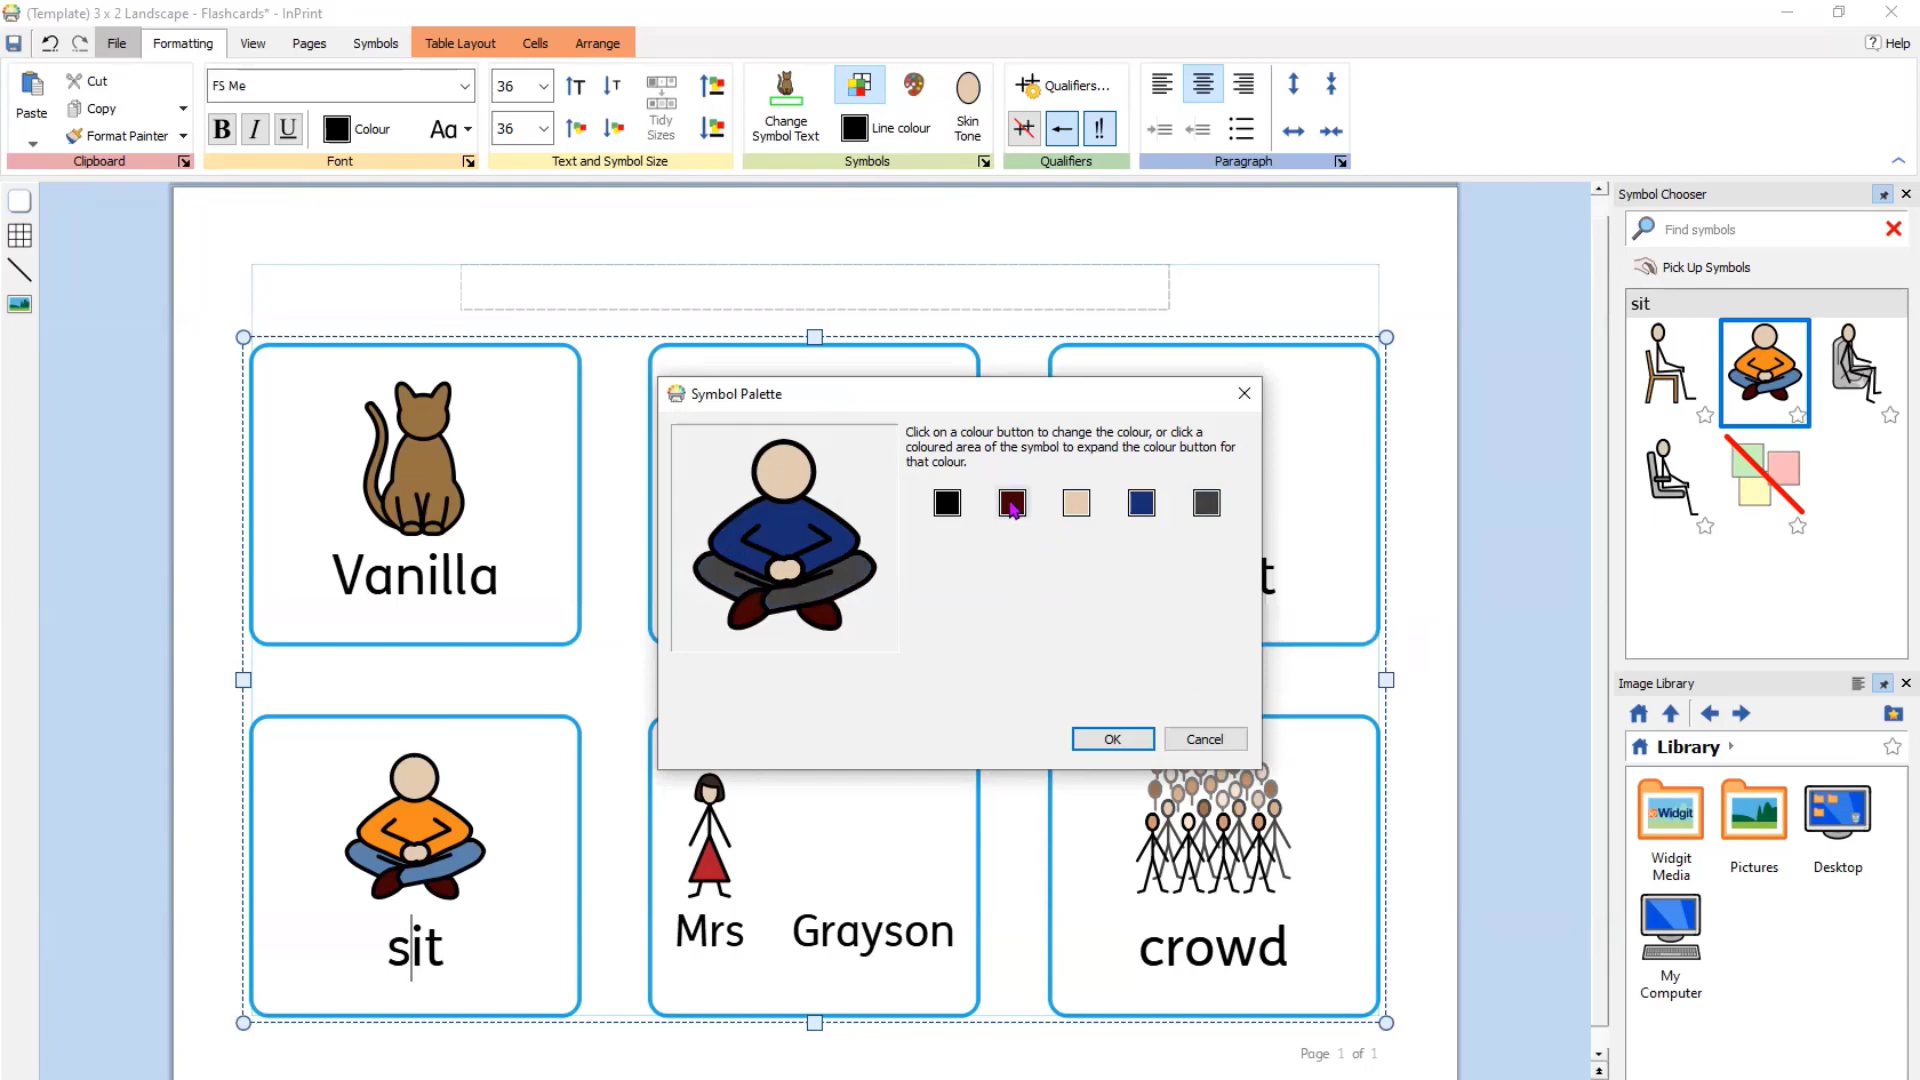 (Template) 3 x 2 Landscape - Flashcards* - InPrint
File Formatting View Pages Symbols Table Layout Cells Arrange Help
Paste
Cut
Copy
Format Painter
Clipboard
FS Me
B I U Colour Aa
Font
36
36
Tidy
Sizes
Text and Symbol Size
Change
Symbol Text
Line colour
Skin
Tone
Symbols
Qualifiers...
Qualifiers
Paragraph
Vanilla
t
sit
Mrs Grayson
crowd
Page 1 of 1
Symbol Palette
Click on a colour button to change the colour, or click a
coloured area of the symbol to expand the colour button for
that colour.
OK Cancel
Symbol Chooser
Find symbols
Pick Up Symbols
sit
Image Library
Library
Widgit
Widgit
Media
Pictures
Desktop
My
Computer